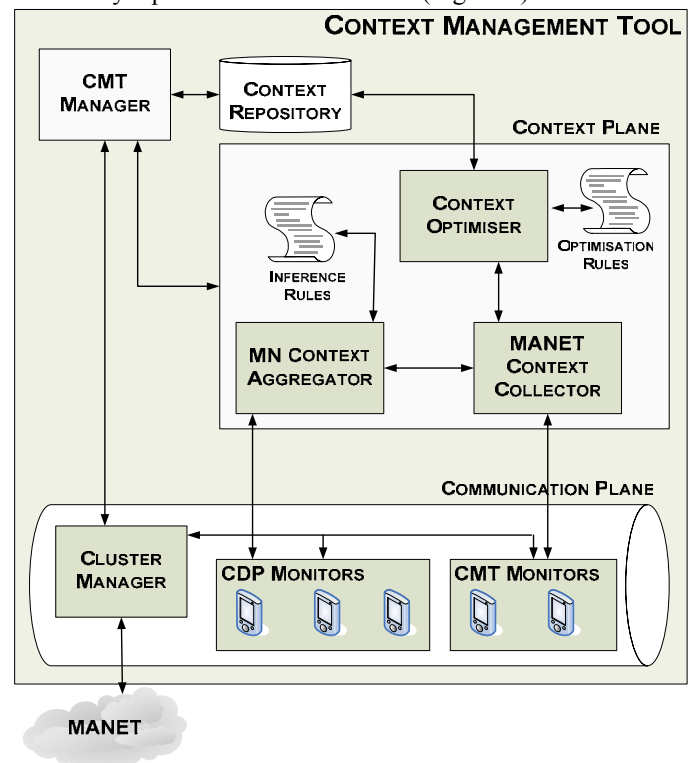 CONTEXT MANAGEMENT TOOL
CMT
MANAGER
CONTEXT
REPOSITORY
CONTEXT PLANE
CONTEXT
OPTIMISER
OPTIMISATION
RULES
INFERENCE
RULES
MN CONTEXT
AGGREGATOR
MANET
CONTEXT
COLLECTOR
COMMUNICATION PLANE
CLUSTER
MANAGER
CDP MONITORS
CMT MONITORS
MANET